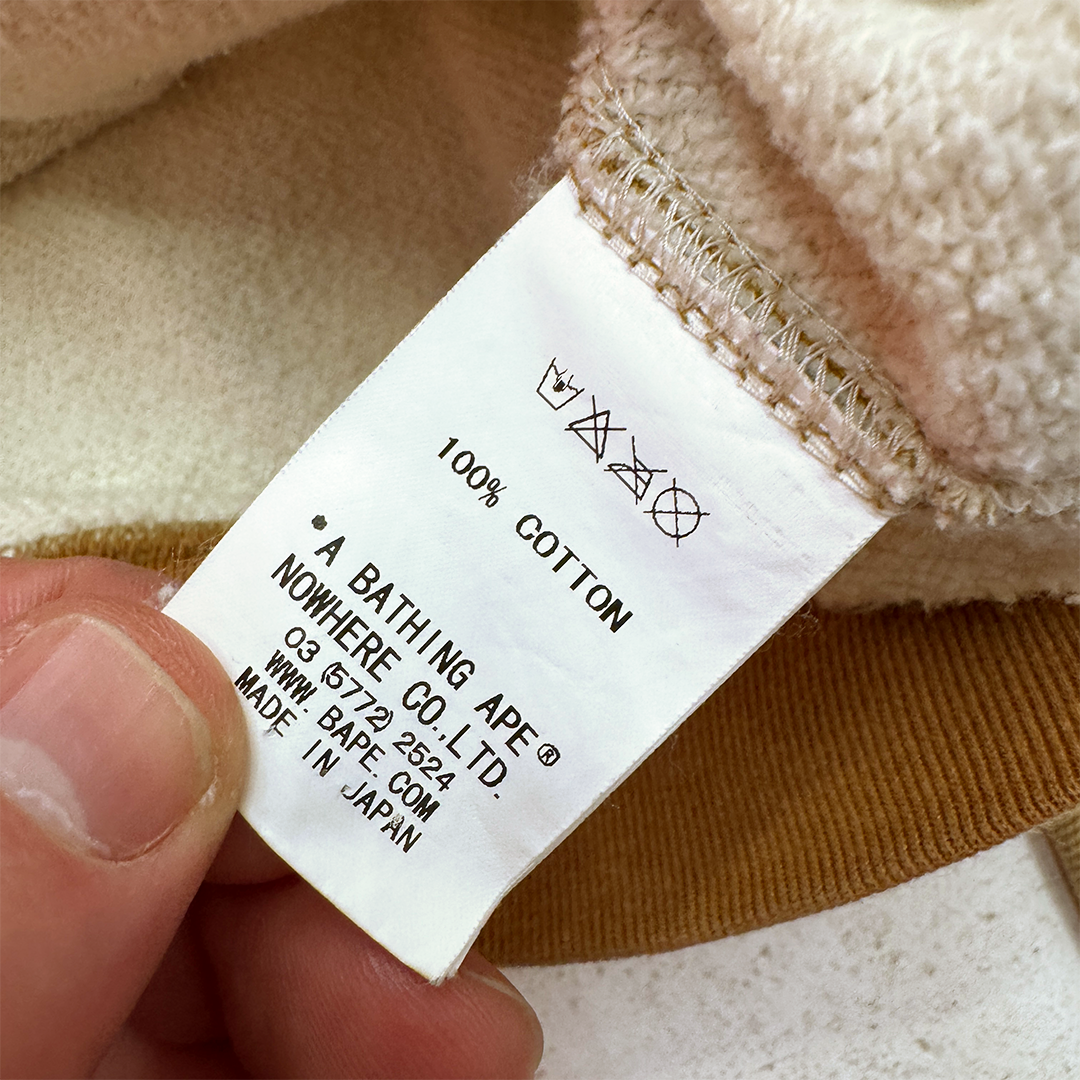 100% COTTON
•A BATHING APE®
NOWHERE CO.,LTD.
03 (5772) 2524
WWW. BAPE. COM
MADE IN JAPAN